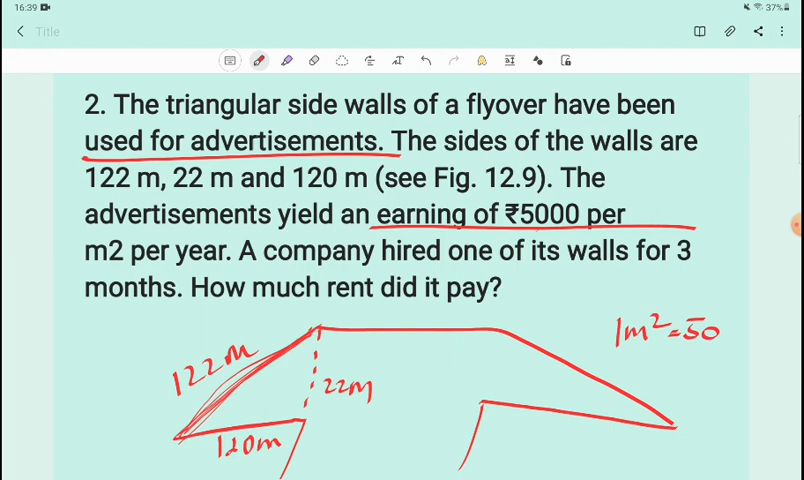 16:39
37%
Title
2. The triangular side walls of a flyover have been
used for advertisements. The sides of the walls are
122 m, 22 m and 120 m (see Fig. 12.9). The
advertisements yield an earning of ₹5000 per
m2 per year. A company hired one of its walls for 3
months. How much rent did it pay?
1m²=50
122m
22m
120m